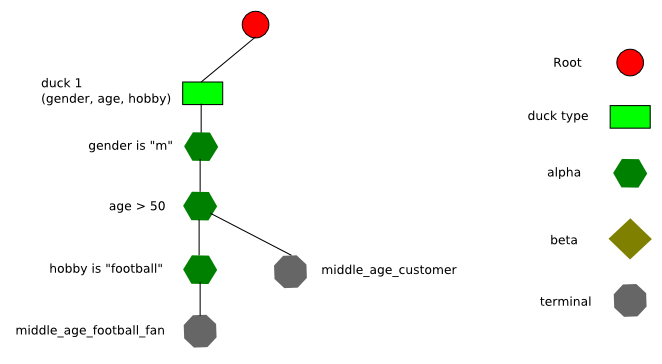 duck 1
(gender, age, hobby)
gender is "m"
age > 50
hobby is "football"
middle_age_customer
middle_age_football_fan
Root
duck type
alpha
beta
terminal